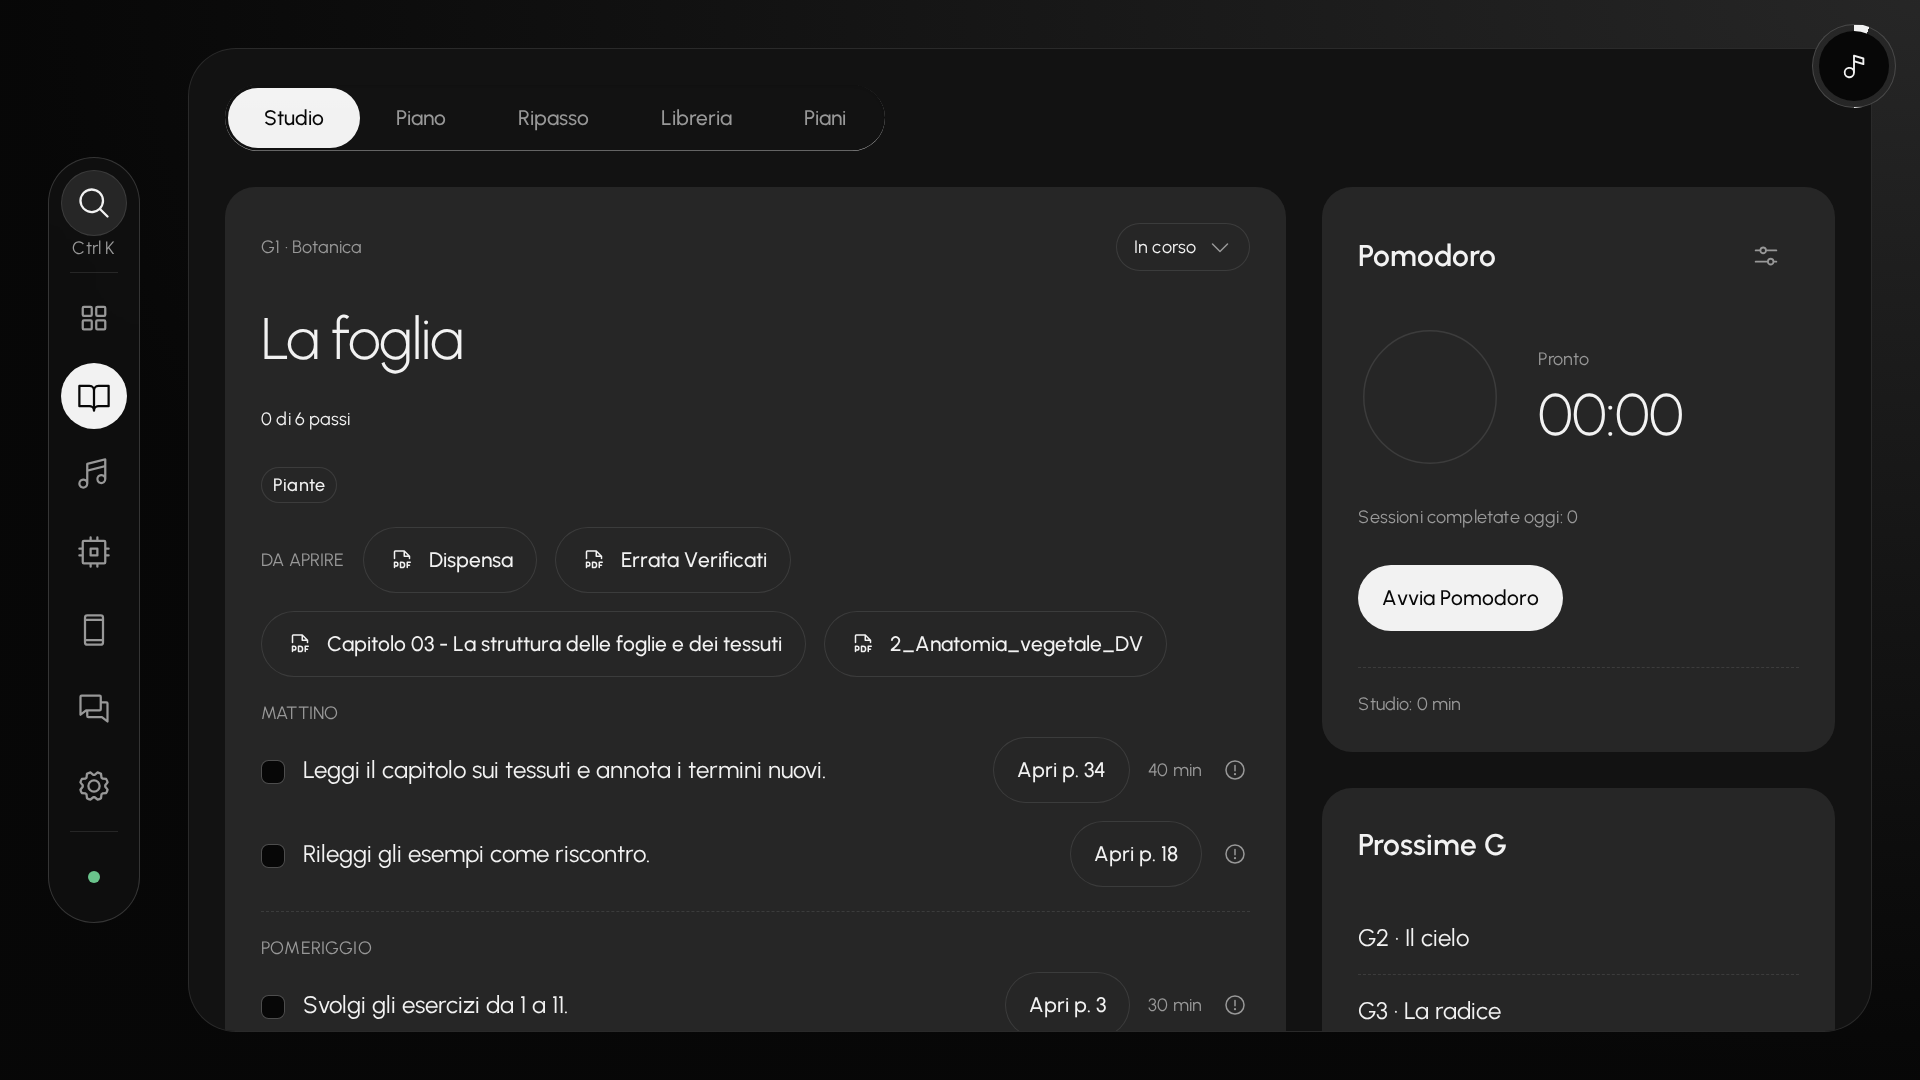 Studio
Piano
Ripasso
Libreria
Piani
Ctrl K
G1 · Botanica
In corso
La foglia
0 di 6 passi
Piante
DA APRIRE
PDF Dispensa
PDF Errata Verificati
PDF Capitolo 03 - La struttura delle foglie e dei tessuti
PDF 2_Anatomia_vegetale_DV
MATTINO
Leggi il capitolo sui tessuti e annota i termini nuovi.
Apri p. 34
40 min
Rileggi gli esempi come riscontro.
Apri p. 18
POMERIGGIO
Svolgi gli esercizi da 1 a 11.
Apri p. 3
30 min
Pomodoro
Pronto
00:00
Sessioni completate oggi: 0
Avvia Pomodoro
Studio: 0 min
Prossime G
G2 · Il cielo
G3 · La radice